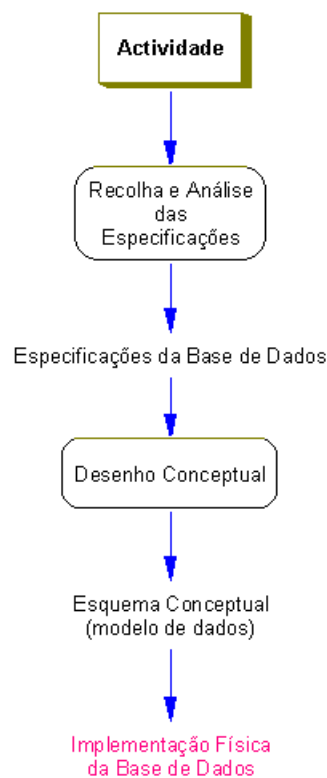 Actividade
Recolha e Análise
das
Especificações
Especificações da Base de Dados
Desenho Conceptual
Esquema Conceptual
(modelo de dados)
Implementação Física
da Base de Dados